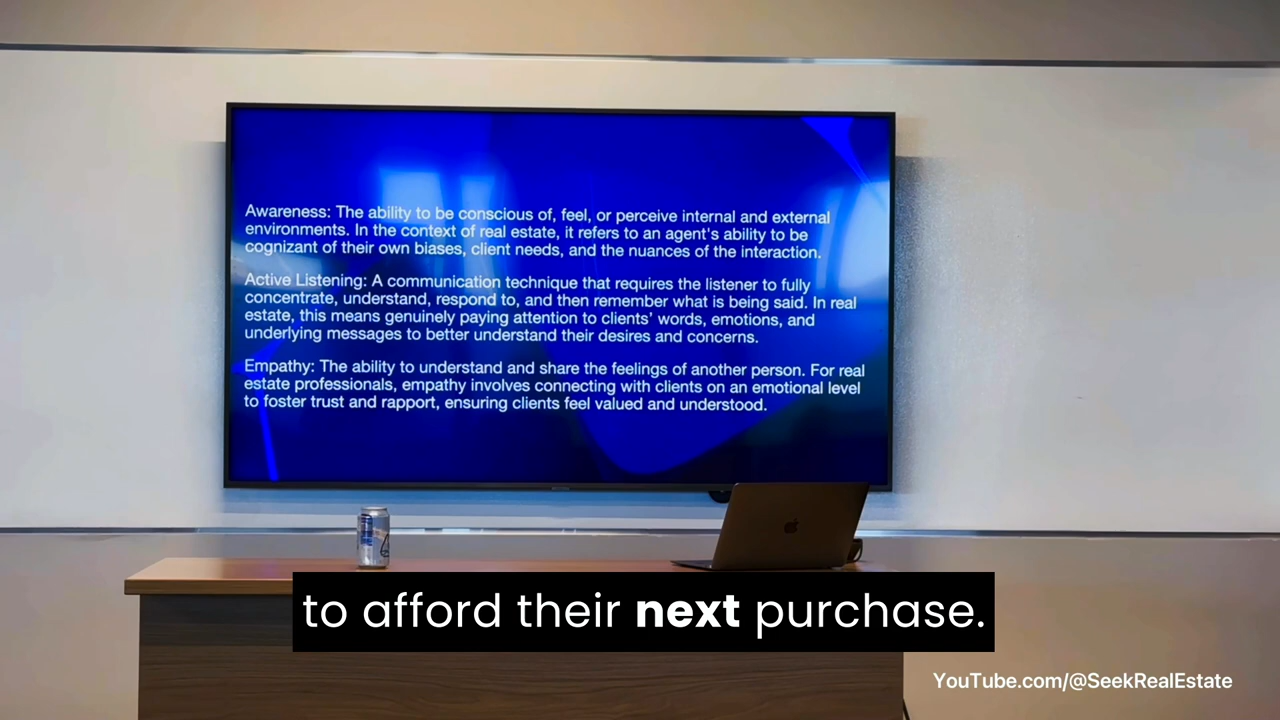 Awareness: The ability to be conscious of, feel, or perceive internal and external
environments. In the context of real estate, it refers to an agent's ability to be
cognizant of their own biases, client needs, and the nuances of the interaction.
Active Listening: A communication technique that requires the listener to fully
concentrate, understand, respond to, and then remember what is being said. In real
estate, this means genuinely paying attention to clients’ words, emotions, and
underlying messages to better understand their desires and concerns.
Empathy: The ability to understand and share the feelings of another person. For real
estate professionals, empathy involves connecting with clients on an emotional level
to foster trust and rapport, ensuring clients feel valued and understood.
to afford their next purchase.
YouTube.com/@SeekRealEstate